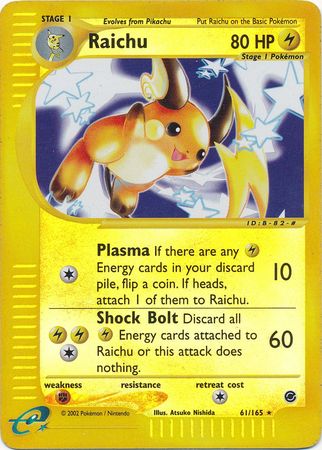 STAGE 1 Evolves from Pikachu Put Raichu on the Basic Pokémon
Raichu 80 HP
Stage 1 Pokémon
ID:B-82-#
Plasma If there are any
Energy cards in your discard
pile, flip a coin. If heads,
attach 1 of them to Raichu.
10
Shock Bolt Discard all
Energy cards attached to
Raichu or this attack does
nothing.
60
weakness resistance retreat cost
e © 2002 Pokémon / Nintendo Illus. Atsuko Nishida 61/165 ★